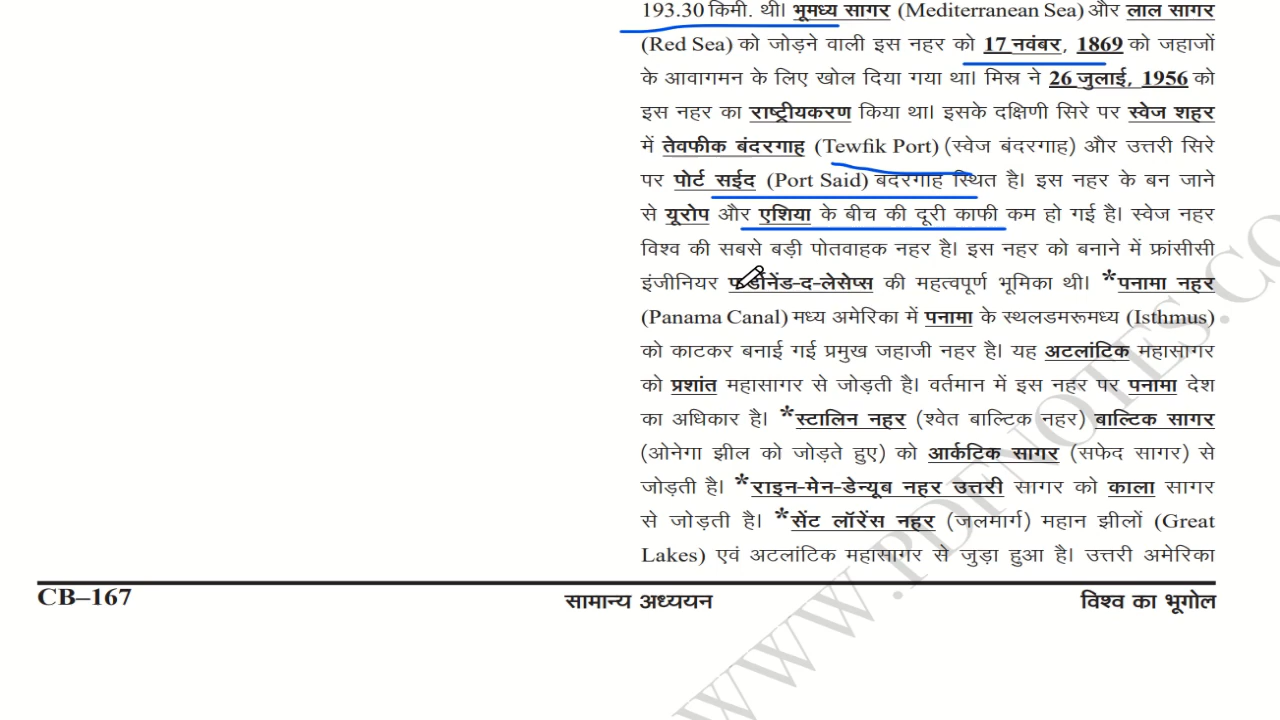 193.30 किमी. थी। भूमध्य सागर (Mediterranean Sea) और लाल सागर
(Red Sea) को जोड़ने वाली इस नहर को 17 नवंबर, 1869 को जहाजों
के आवागमन के लिए खोल दिया गया था। मिस्र ने 26 जुलाई, 1956 को
इस नहर का राष्ट्रीयकरण किया था। इसके दक्षिणी सिरे पर स्वेज शहर
में तेवफीक बंदरगाह (Tewfik Port) (स्वेज बंदरगाह) और उत्तरी सिरे
पर पोर्ट सईद (Port Said) बंदरगाह स्थित है। इस नहर के बन जाने
से यूरोप और एशिया के बीच की दूरी काफी कम हो गई है। स्वेज नहर
विश्व की सबसे बड़ी पोतवाहक नहर है। इस नहर को बनाने में फ्रांसीसी
इंजीनियर फर्डीनेंड-द-लेसेप्स की महत्वपूर्ण भूमिका थी। *पनामा नहर
(Panama Canal) मध्य अमेरिका में पनामा के स्थलडमरूमध्य (Isthmus)
को काटकर बनाई गई प्रमुख जहाजी नहर है। यह अटलांटिक महासागर
को प्रशांत महासागर से जोड़ती है। वर्तमान में इस नहर पर पनामा देश
का अधिकार है। *स्टालिन नहर (श्वेत बाल्टिक नहर) बाल्टिक सागर
(ओनेगा झील को जोड़ते हुए) को आर्कटिक सागर (सफेद सागर) से
जोड़ती है। *राइन-मेन-डेन्यूब नहर उत्तरी सागर को काला सागर
से जोड़ती है। *सेंट लॉरेंस नहर (जलमार्ग) महान झीलों (Great
Lakes) एवं अटलांटिक महासागर से जुड़ा हुआ है। उत्तरी अमेरिका
CB–167 सामान्य अध्ययन विश्व का भूगोल
WWW.PDFNOTES.CO